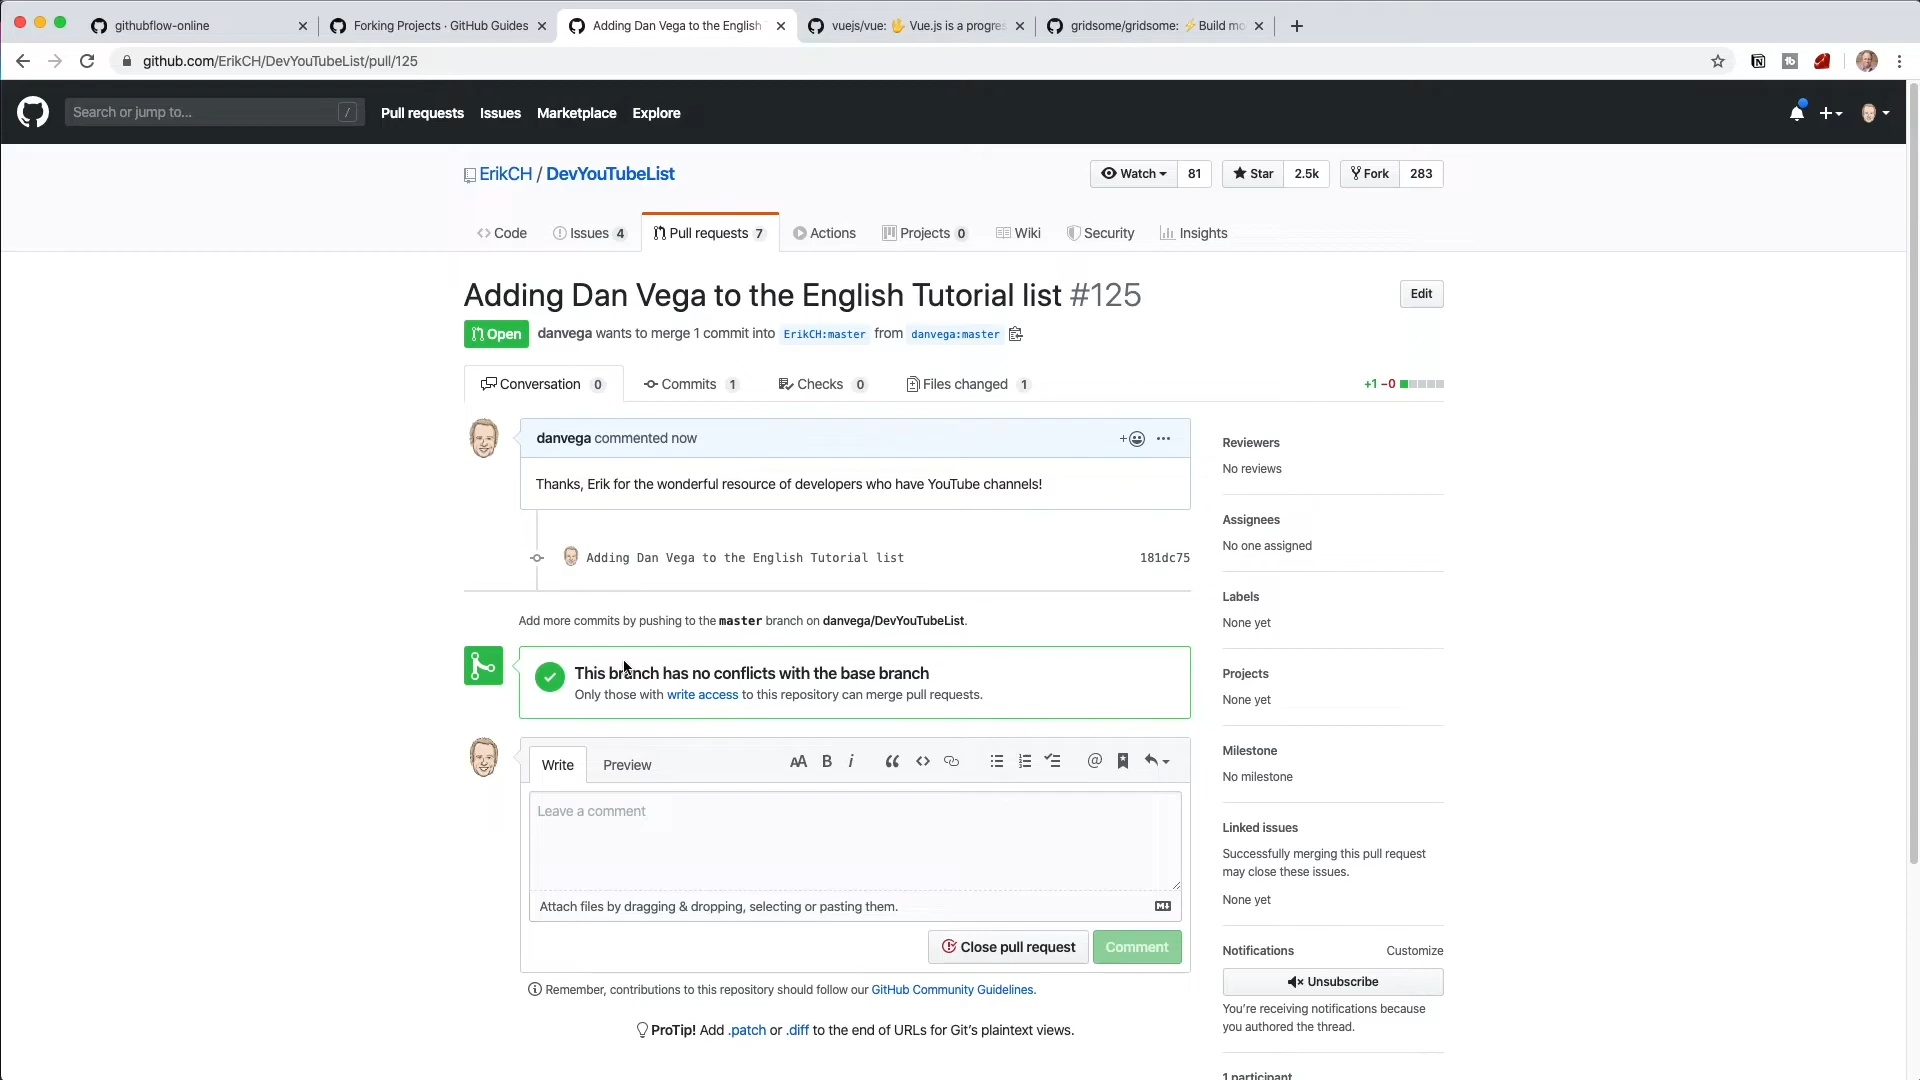 githubflow-online
Forking Projects · GitHub Guides
Adding Dan Vega to the English
vuejs/vue: 🖖 Vue.js is a progres
gridsome/gridsome: ⚡Build mo
github.com/ErikCH/DevYouTubeList/pull/125
Search or jump to... /
Pull requests Issues Marketplace Explore
ErikCH / DevYouTubeList
Watch 81 Star 2.5k Fork 283
Code Issues 4 Pull requests 7 Actions Projects 0 Wiki Security Insights
Adding Dan Vega to the English Tutorial list #125
Edit
Open danvega wants to merge 1 commit into ErikCH:master from danvega:master
Conversation 0 Commits 1 Checks 0 Files changed 1 +1 −0
danvega commented now
Thanks, Erik for the wonderful resource of developers who have YouTube channels!
Adding Dan Vega to the English Tutorial list 181dc75
Add more commits by pushing to the master branch on danvega/DevYouTubeList.
This branch has no conflicts with the base branch
Only those with write access to this repository can merge pull requests.
Write Preview
Leave a comment
Attach files by dragging & dropping, selecting or pasting them.
Close pull request Comment
Remember, contributions to this repository should follow our GitHub Community Guidelines.
ProTip! Add .patch or .diff to the end of URLs for Git's plaintext views.
Reviewers
No reviews
Assignees
No one assigned
Labels
None yet
Projects
None yet
Milestone
No milestone
Linked issues
Successfully merging this pull request
may close these issues.
None yet
Notifications Customize
Unsubscribe
You're receiving notifications because
you authored the thread.
1 participant